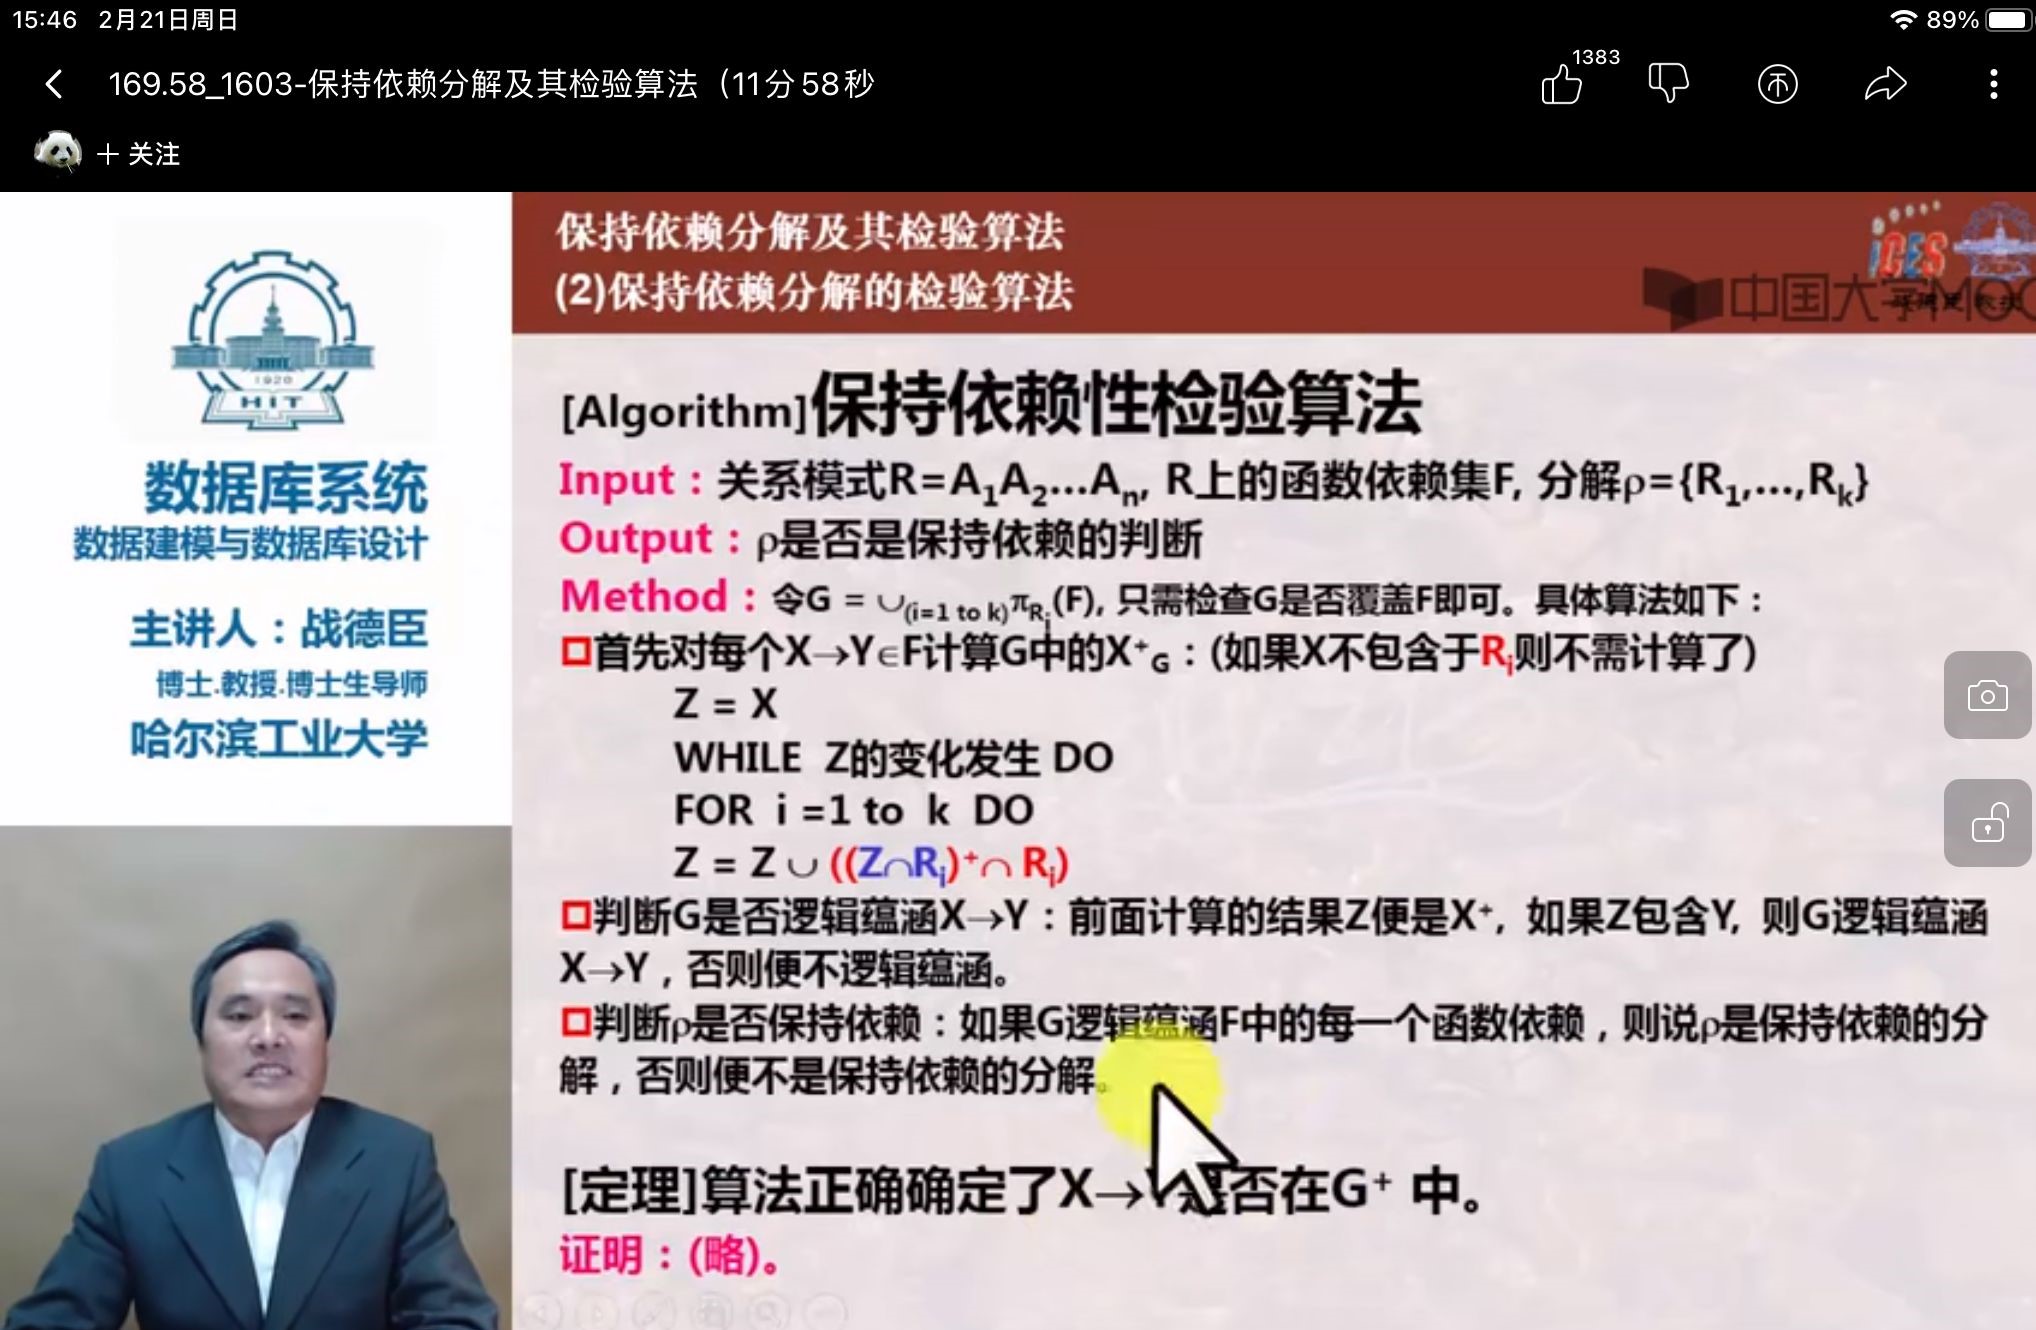 15:46 2月21日周日
89%
169.58_1603-保持依赖分解及其检验算法（11分58秒
1383
+ 关注
保持依赖分解及其检验算法
(2)保持依赖分解的检验算法
iCES
中国大学MOO
1920
HIT
数据库系统
数据建模与数据库设计
主讲人：战德臣
博士.教授.博士生导师
哈尔滨工业大学
[Algorithm]保持依赖性检验算法
Input：关系模式R=A₁A₂...Aₙ, R上的函数依赖集F, 分解ρ={R₁,...,Rₖ}
Output：ρ是否是保持依赖的判断
Method：令G = ∪(i=1 to k)πRᵢ(F), 只需检查G是否覆盖F即可。具体算法如下：
首先对每个X→Y∈F计算G中的X⁺G：(如果X不包含于Rᵢ则不需计算了)
Z = X
WHILE Z的变化发生 DO
FOR i =1 to k DO
Z = Z ∪ ((Z∩Rᵢ)⁺∩ Rᵢ)
判断G是否逻辑蕴涵X→Y：前面计算的结果Z便是X⁺, 如果Z包含Y, 则G逻辑蕴涵
X→Y，否则便不逻辑蕴涵。
判断ρ是否保持依赖：如果G逻辑蕴涵F中的每一个函数依赖，则说ρ是保持依赖的分
解，否则便不是保持依赖的分解。
[定理]算法正确确定了X→Y是否在G⁺ 中。
证明：(略)。